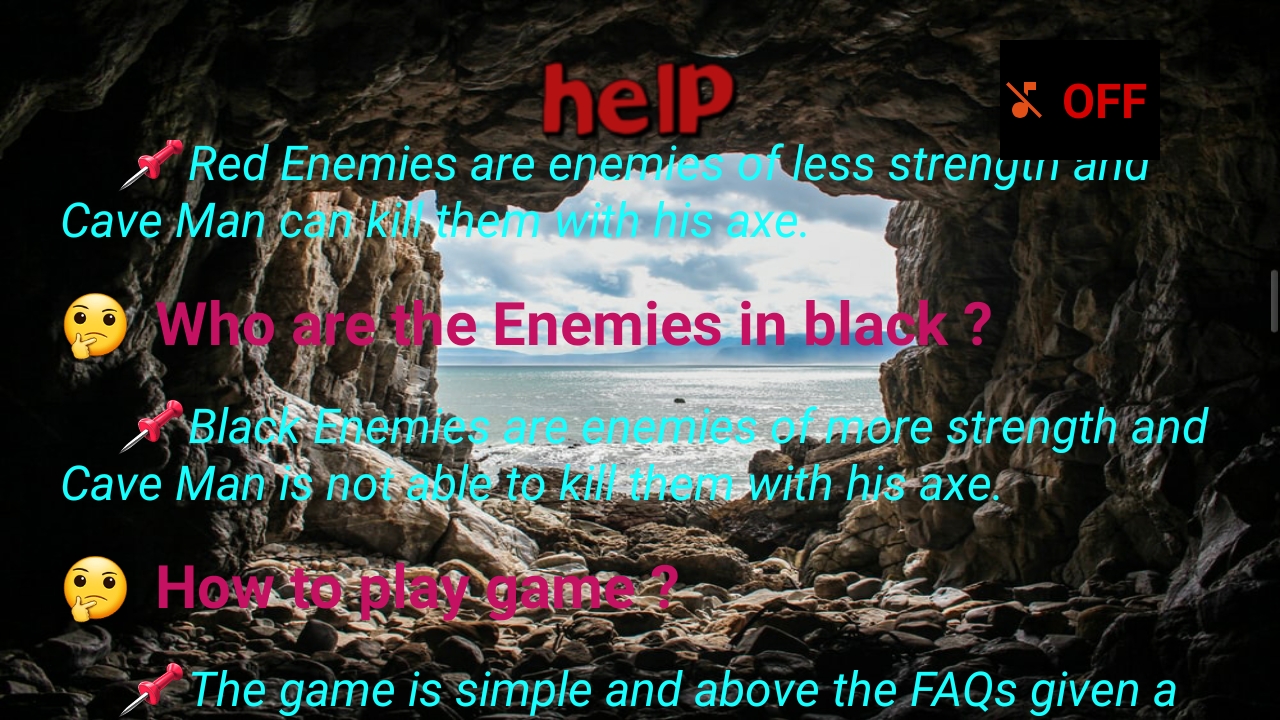 help
OFF
Red Enemies are enemies of less strength and
Cave Man can kill them with his axe.
Who are the Enemies in black ?
Black Enemies are enemies of more strength and
Cave Man is not able to kill them with his axe.
How to play game ?
The game is simple and above the FAQs given a